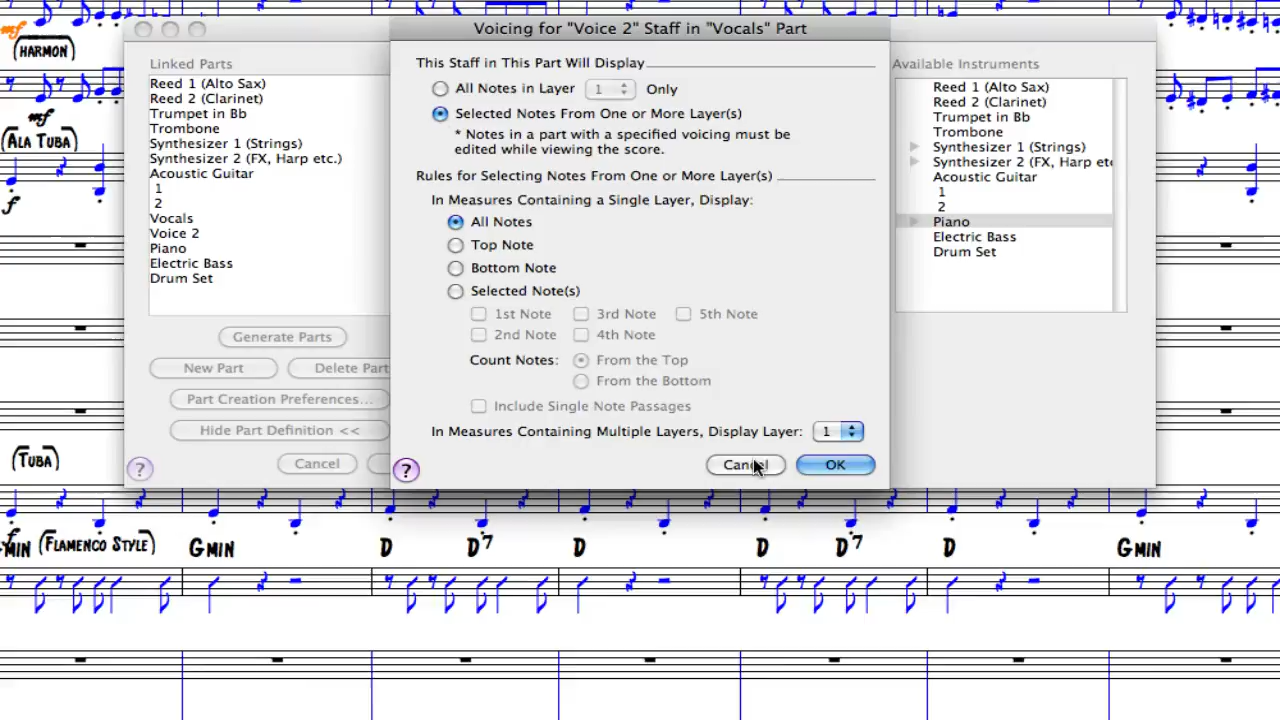 mf
(HARMON)
mf
(ALA TUBA)
f
(TUBA)
f
(FLAMENCO STYLE)
GMIN
D
D7
D
D
D7
D
GMIN
Linked Parts
Reed 1 (Alto Sax)
Reed 2 (Clarinet)
Trumpet in Bb
Trombone
Synthesizer 1 (Strings)
Synthesizer 2 (FX, Harp etc.)
Acoustic Guitar
1
2
Vocals
Voice 2
Piano
Electric Bass
Drum Set
Generate Parts
New Part
Delete Part
Part Creation Preferences...
Hide Part Definition <<
?
Cancel
Voicing for "Voice 2" Staff in "Vocals" Part
This Staff in This Part Will Display
All Notes in Layer 1 Only
Selected Notes From One or More Layer(s)
* Notes in a part with a specified voicing must be
edited while viewing the score.
Rules for Selecting Notes From One or More Layer(s)
In Measures Containing a Single Layer, Display:
All Notes
Top Note
Bottom Note
Selected Note(s)
1st Note 3rd Note 5th Note
2nd Note 4th Note
Count Notes: From the Top
From the Bottom
Include Single Note Passages
In Measures Containing Multiple Layers, Display Layer: 1
?
Cancel
OK
Available Instruments
Reed 1 (Alto Sax)
Reed 2 (Clarinet)
Trumpet in Bb
Trombone
Synthesizer 1 (Strings)
Synthesizer 2 (FX, Harp etc
Acoustic Guitar
1
2
Piano
Electric Bass
Drum Set